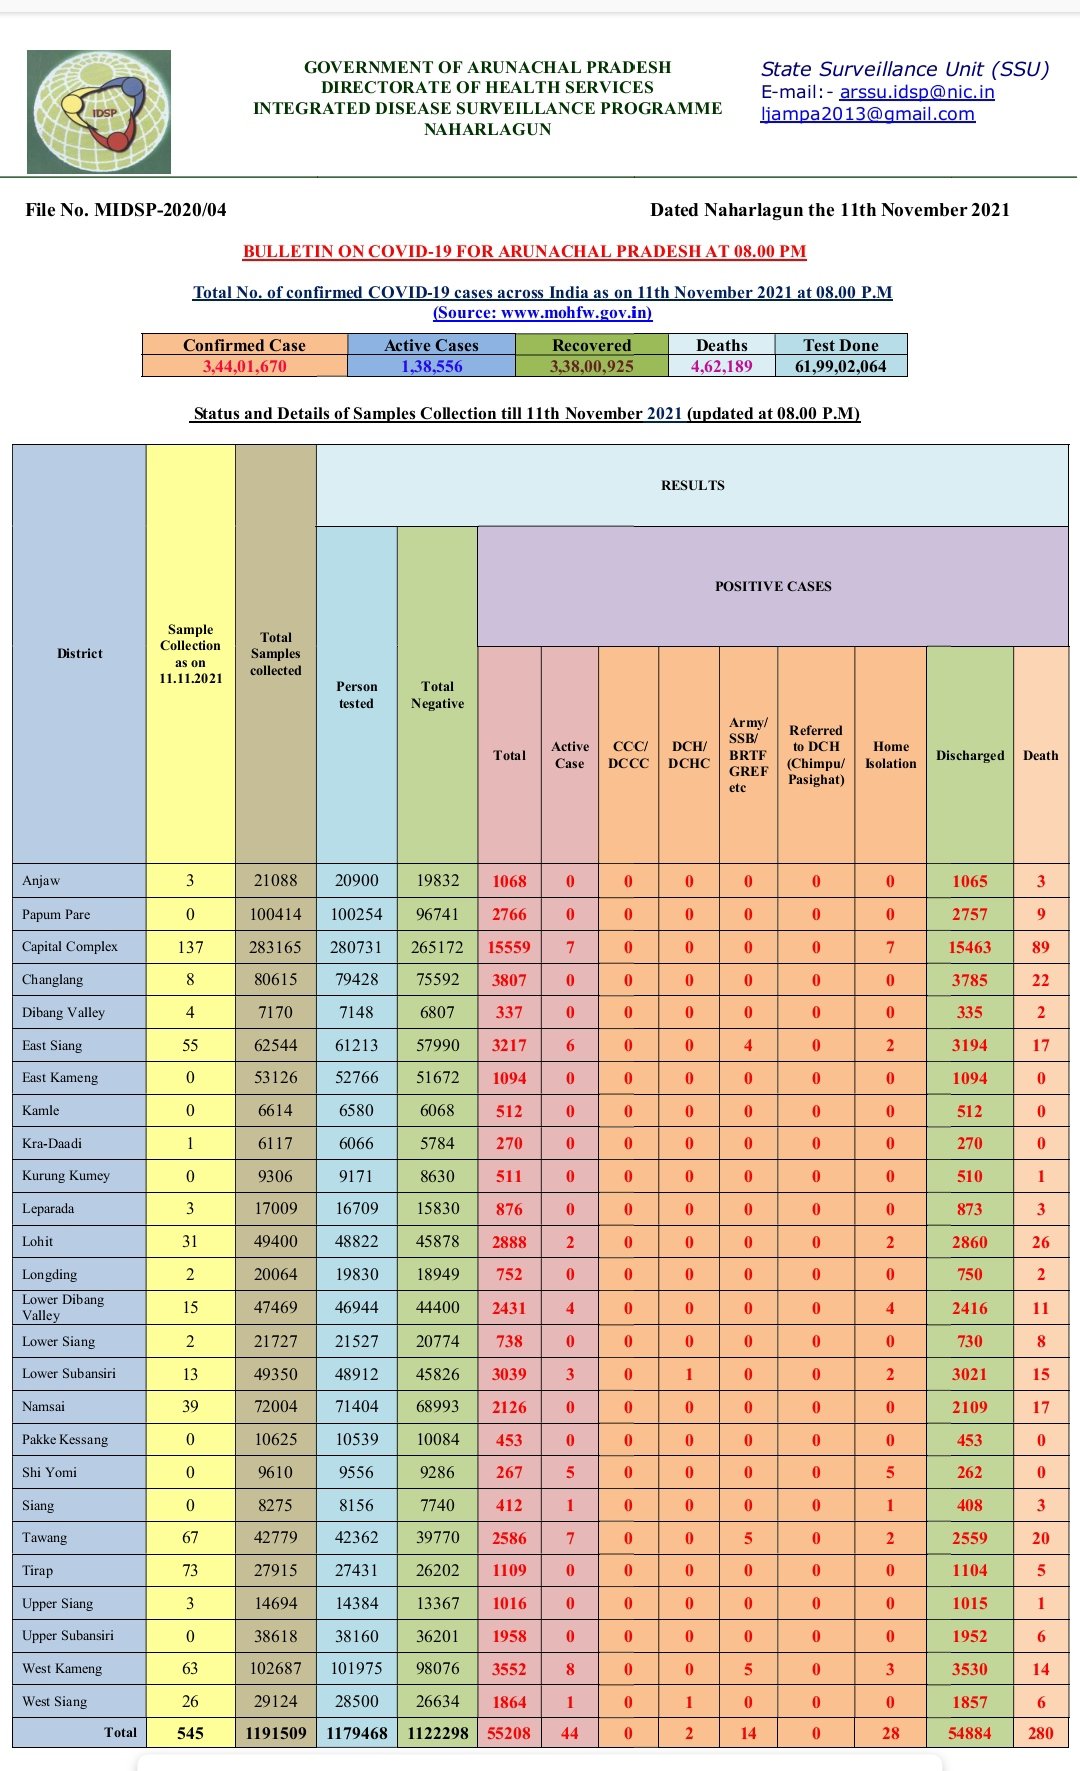 IDSP
GOVERNMENT OF ARUNACHAL PRADESH
DIRECTORATE OF HEALTH SERVICES
INTEGRATED DISEASE SURVEILLANCE PROGRAMME
NAHARLAGUN
State Surveillance Unit (SSU)
E-mail:- arssu.idsp@nic.in
ljampa2013@gmail.com
File No. MIDSP-2020/04 Dated Naharlagun the 11th November 2021
BULLETIN ON COVID-19 FOR ARUNACHAL PRADESH AT 08.00 PM
Total No. of confirmed COVID-19 cases across India as on 11th November 2021 at 08.00 P.M
(Source: www.mohfw.gov.in)
Confirmed Case Active Cases Recovered Deaths Test Done
3,44,01,670 1,38,556 3,38,00,925 4,62,189 61,99,02,064
Status and Details of Samples Collection till 11th November 2021 (updated at 08.00 P.M)
RESULTS
POSITIVE CASES
District
Sample
Collection
as on
11.11.2021
Total
Samples
collected
Person
tested
Total
Negative
Total
Active
Case
CCC/
DCCC
DCH/
DCHC
Army/
SSB/
BRTF
GREF
etc
Referred
to DCH
(Chimpu/
Pasighat)
Home
Isolation
Discharged
Death
Anjaw 3 21088 20900 19832 1068 0 0 0 0 0 0 1065 3
Papum Pare 0 100414 100254 96741 2766 0 0 0 0 0 0 2757 9
Capital Complex 137 283165 280731 265172 15559 7 0 0 0 0 7 15463 89
Changlang 8 80615 79428 75592 3807 0 0 0 0 0 0 3785 22
Dibang Valley 4 7170 7148 6807 337 0 0 0 0 0 0 335 2
East Siang 55 62544 61213 57990 3217 6 0 0 4 0 2 3194 17
East Kameng 0 53126 52766 51672 1094 0 0 0 0 0 0 1094 0
Kamle 0 6614 6580 6068 512 0 0 0 0 0 0 512 0
Kra-Daadi 1 6117 6066 5784 270 0 0 0 0 0 0 270 0
Kurung Kumey 0 9306 9171 8630 511 0 0 0 0 0 0 510 1
Leparada 3 17009 16709 15830 876 0 0 0 0 0 0 873 3
Lohit 31 49400 48822 45878 2888 2 0 0 0 0 2 2860 26
Longding 2 20064 19830 18949 752 0 0 0 0 0 0 750 2
Lower Dibang
Valley 15 47469 46944 44400 2431 4 0 0 0 0 4 2416 11
Lower Siang 2 21727 21527 20774 738 0 0 0 0 0 0 730 8
Lower Subansiri 13 49350 48912 45826 3039 3 0 1 0 0 2 3021 15
Namsai 39 72004 71404 68993 2126 0 0 0 0 0 0 2109 17
Pakke Kessang 0 10625 10539 10084 453 0 0 0 0 0 0 453 0
Shi Yomi 0 9610 9556 9286 267 5 0 0 0 0 5 262 0
Siang 0 8275 8156 7740 412 1 0 0 0 0 1 408 3
Tawang 67 42779 42362 39770 2586 7 0 0 5 0 2 2559 20
Tirap 73 27915 27431 26202 1109 0 0 0 0 0 0 1104 5
Upper Siang 3 14694 14384 13367 1016 0 0 0 0 0 0 1015 1
Upper Subansiri 0 38618 38160 36201 1958 0 0 0 0 0 0 1952 6
West Kameng 63 102687 101975 98076 3552 8 0 0 5 0 3 3530 14
West Siang 26 29124 28500 26634 1864 1 0 1 0 0 0 1857 6
Total 545 1191509 1179468 1122298 55208 44 0 2 14 0 28 54884 280